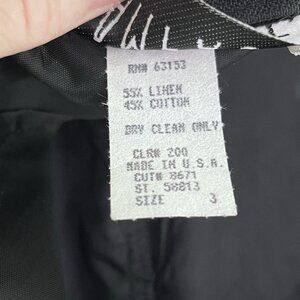 RN# 63153
55% LINEN
45% COTTON
DRY CLEAN ONLY
CLR# 200
MADE IN U.S.A.
CUT# 8671
ST. 58813
SIZE 3